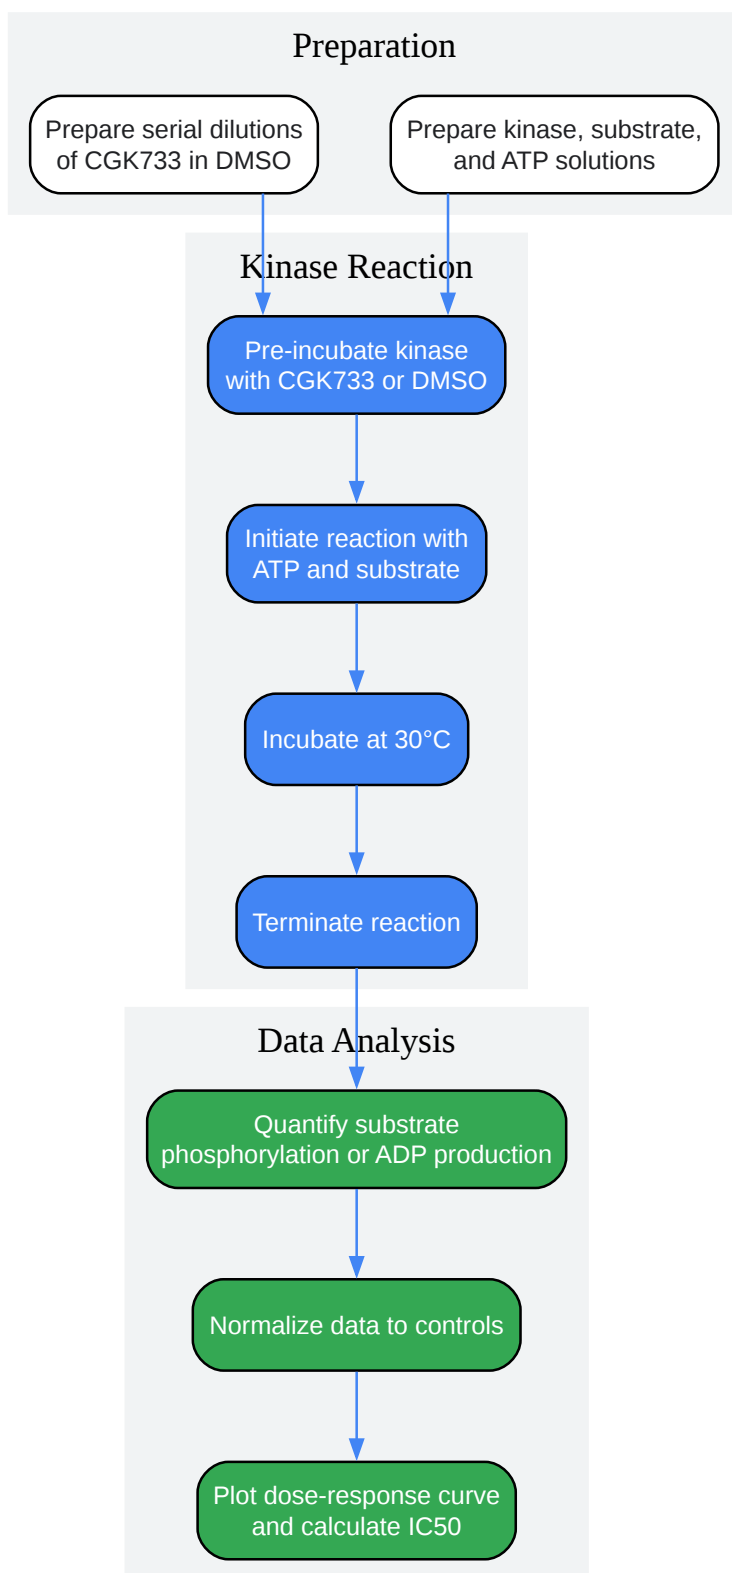 Preparation
Prepare serial dilutions
of CGK733 in DMSO
Prepare kinase, substrate,
and ATP solutions
Kinase Reaction
Pre-incubate kinase
with CGK733 or DMSO
Initiate reaction with
ATP and substrate
Incubate at 30°C
Terminate reaction
Data Analysis
Quantify substrate
phosphorylation or ADP production
Normalize data to controls
Plot dose-response curve
and calculate IC50